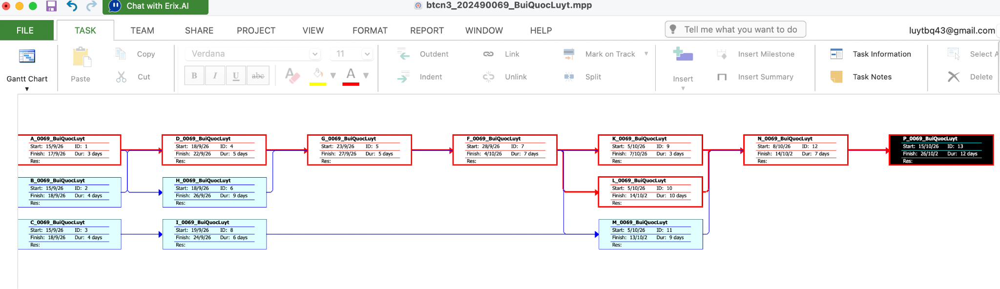 Chat with Erix.AI
btcn3_202490069_BuiQuocLuyt.mpp
FILE TASK TEAM SHARE PROJECT VIEW FORMAT REPORT WINDOW HELP Tell me what you want to do luytbq43@gmail.com
Gantt Chart
Paste
Copy
Cut
Verdana 11
B I U abc A A
Outdent
Indent
Link
Unlink
Mark on Track
Split
Insert
Insert Milestone
Insert Summary
Task Information
Task Notes
Select A
Delete
A_0069_BuiQuocLuyt
Start: 15/9/26 ID: 1
Finish: 17/9/26 Dur: 3 days
Res:
D_0069_BuiQuocLuyt
Start: 18/9/26 ID: 4
Finish: 22/9/26 Dur: 5 days
Res:
G_0069_BuiQuocLuyt
Start: 23/9/26 ID: 5
Finish: 27/9/26 Dur: 5 days
Res:
F_0069_BuiQuocLuyt
Start: 28/9/26 ID: 7
Finish: 4/10/26 Dur: 7 days
Res:
K_0069_BuiQuocLuyt
Start: 5/10/26 ID: 9
Finish: 7/10/26 Dur: 3 days
Res:
N_0069_BuiQuocLuyt
Start: 8/10/26 ID: 12
Finish: 14/10/2 Dur: 7 days
Res:
P_0069_BuiQuocLuyt
Start: 15/10/26 ID: 13
Finish: 26/10/2 Dur: 12 days
Res:
B_0069_BuiQuocLuyt
Start: 15/9/26 ID: 2
Finish: 18/9/26 Dur: 4 days
Res:
H_0069_BuiQuocLuyt
Start: 18/9/26 ID: 6
Finish: 26/9/26 Dur: 9 days
Res:
L_0069_BuiQuocLuyt
Start: 5/10/26 ID: 10
Finish: 14/10/2 Dur: 10 days
Res:
C_0069_BuiQuocLuyt
Start: 15/9/26 ID: 3
Finish: 18/9/26 Dur: 4 days
Res:
I_0069_BuiQuocLuyt
Start: 19/9/26 ID: 8
Finish: 24/9/26 Dur: 6 days
Res:
M_0069_BuiQuocLuyt
Start: 5/10/26 ID: 11
Finish: 13/10/2 Dur: 9 days
Res: